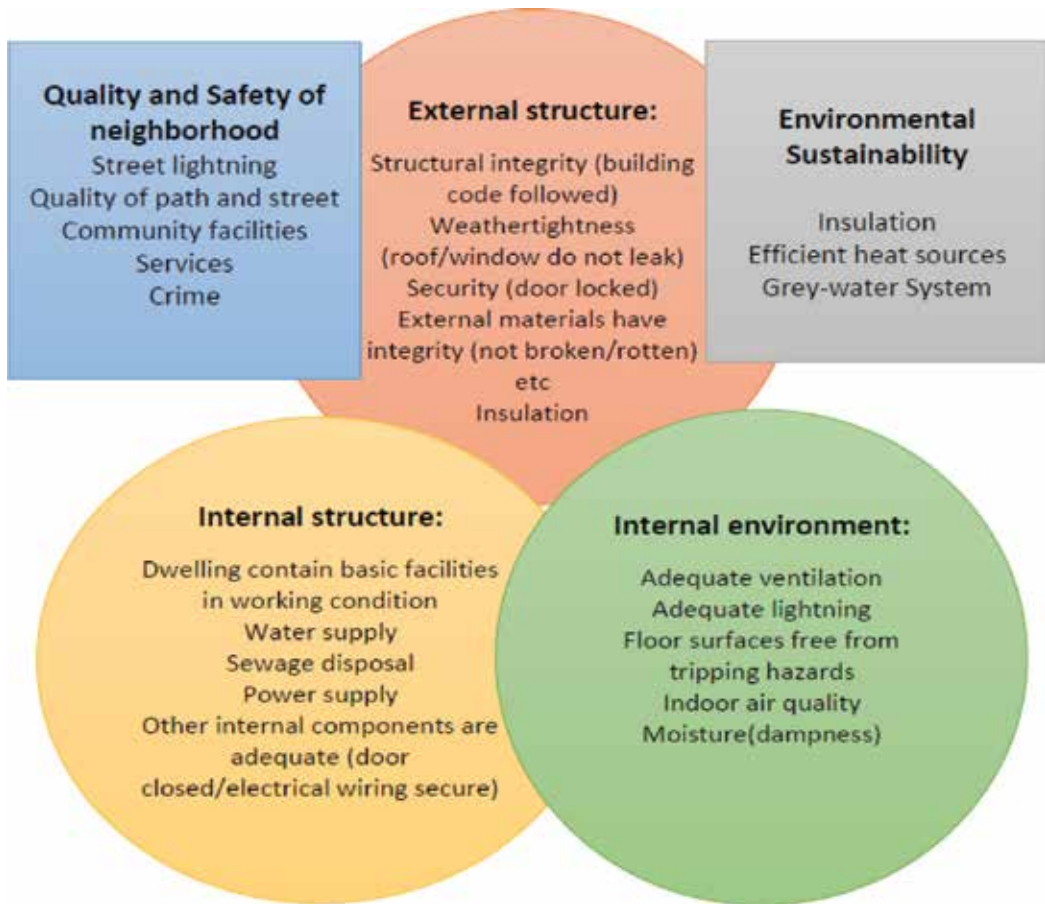 Quality and Safety of
neighborhood
Street lightning
Quality of path and street
Community facilities
Services
Crime
External structure:
Structural integrity (building
code followed)
Weathertightness
(roof/window do not leak)
Security (door locked)
External materials have
integrity (not broken/rotten)
etc
Insulation
Environmental
Sustainability
Insulation
Efficient heat sources
Grey-water System
Internal structure:
Dwelling contain basic facilities
in working condition
Water supply
Sewage disposal
Power supply
Other internal components are
adequate (door
closed/electrical wiring secure)
Internal environment:
Adequate ventilation
Adequate lightning
Floor surfaces free from
tripping hazards
Indoor air quality
Moisture(dampness)